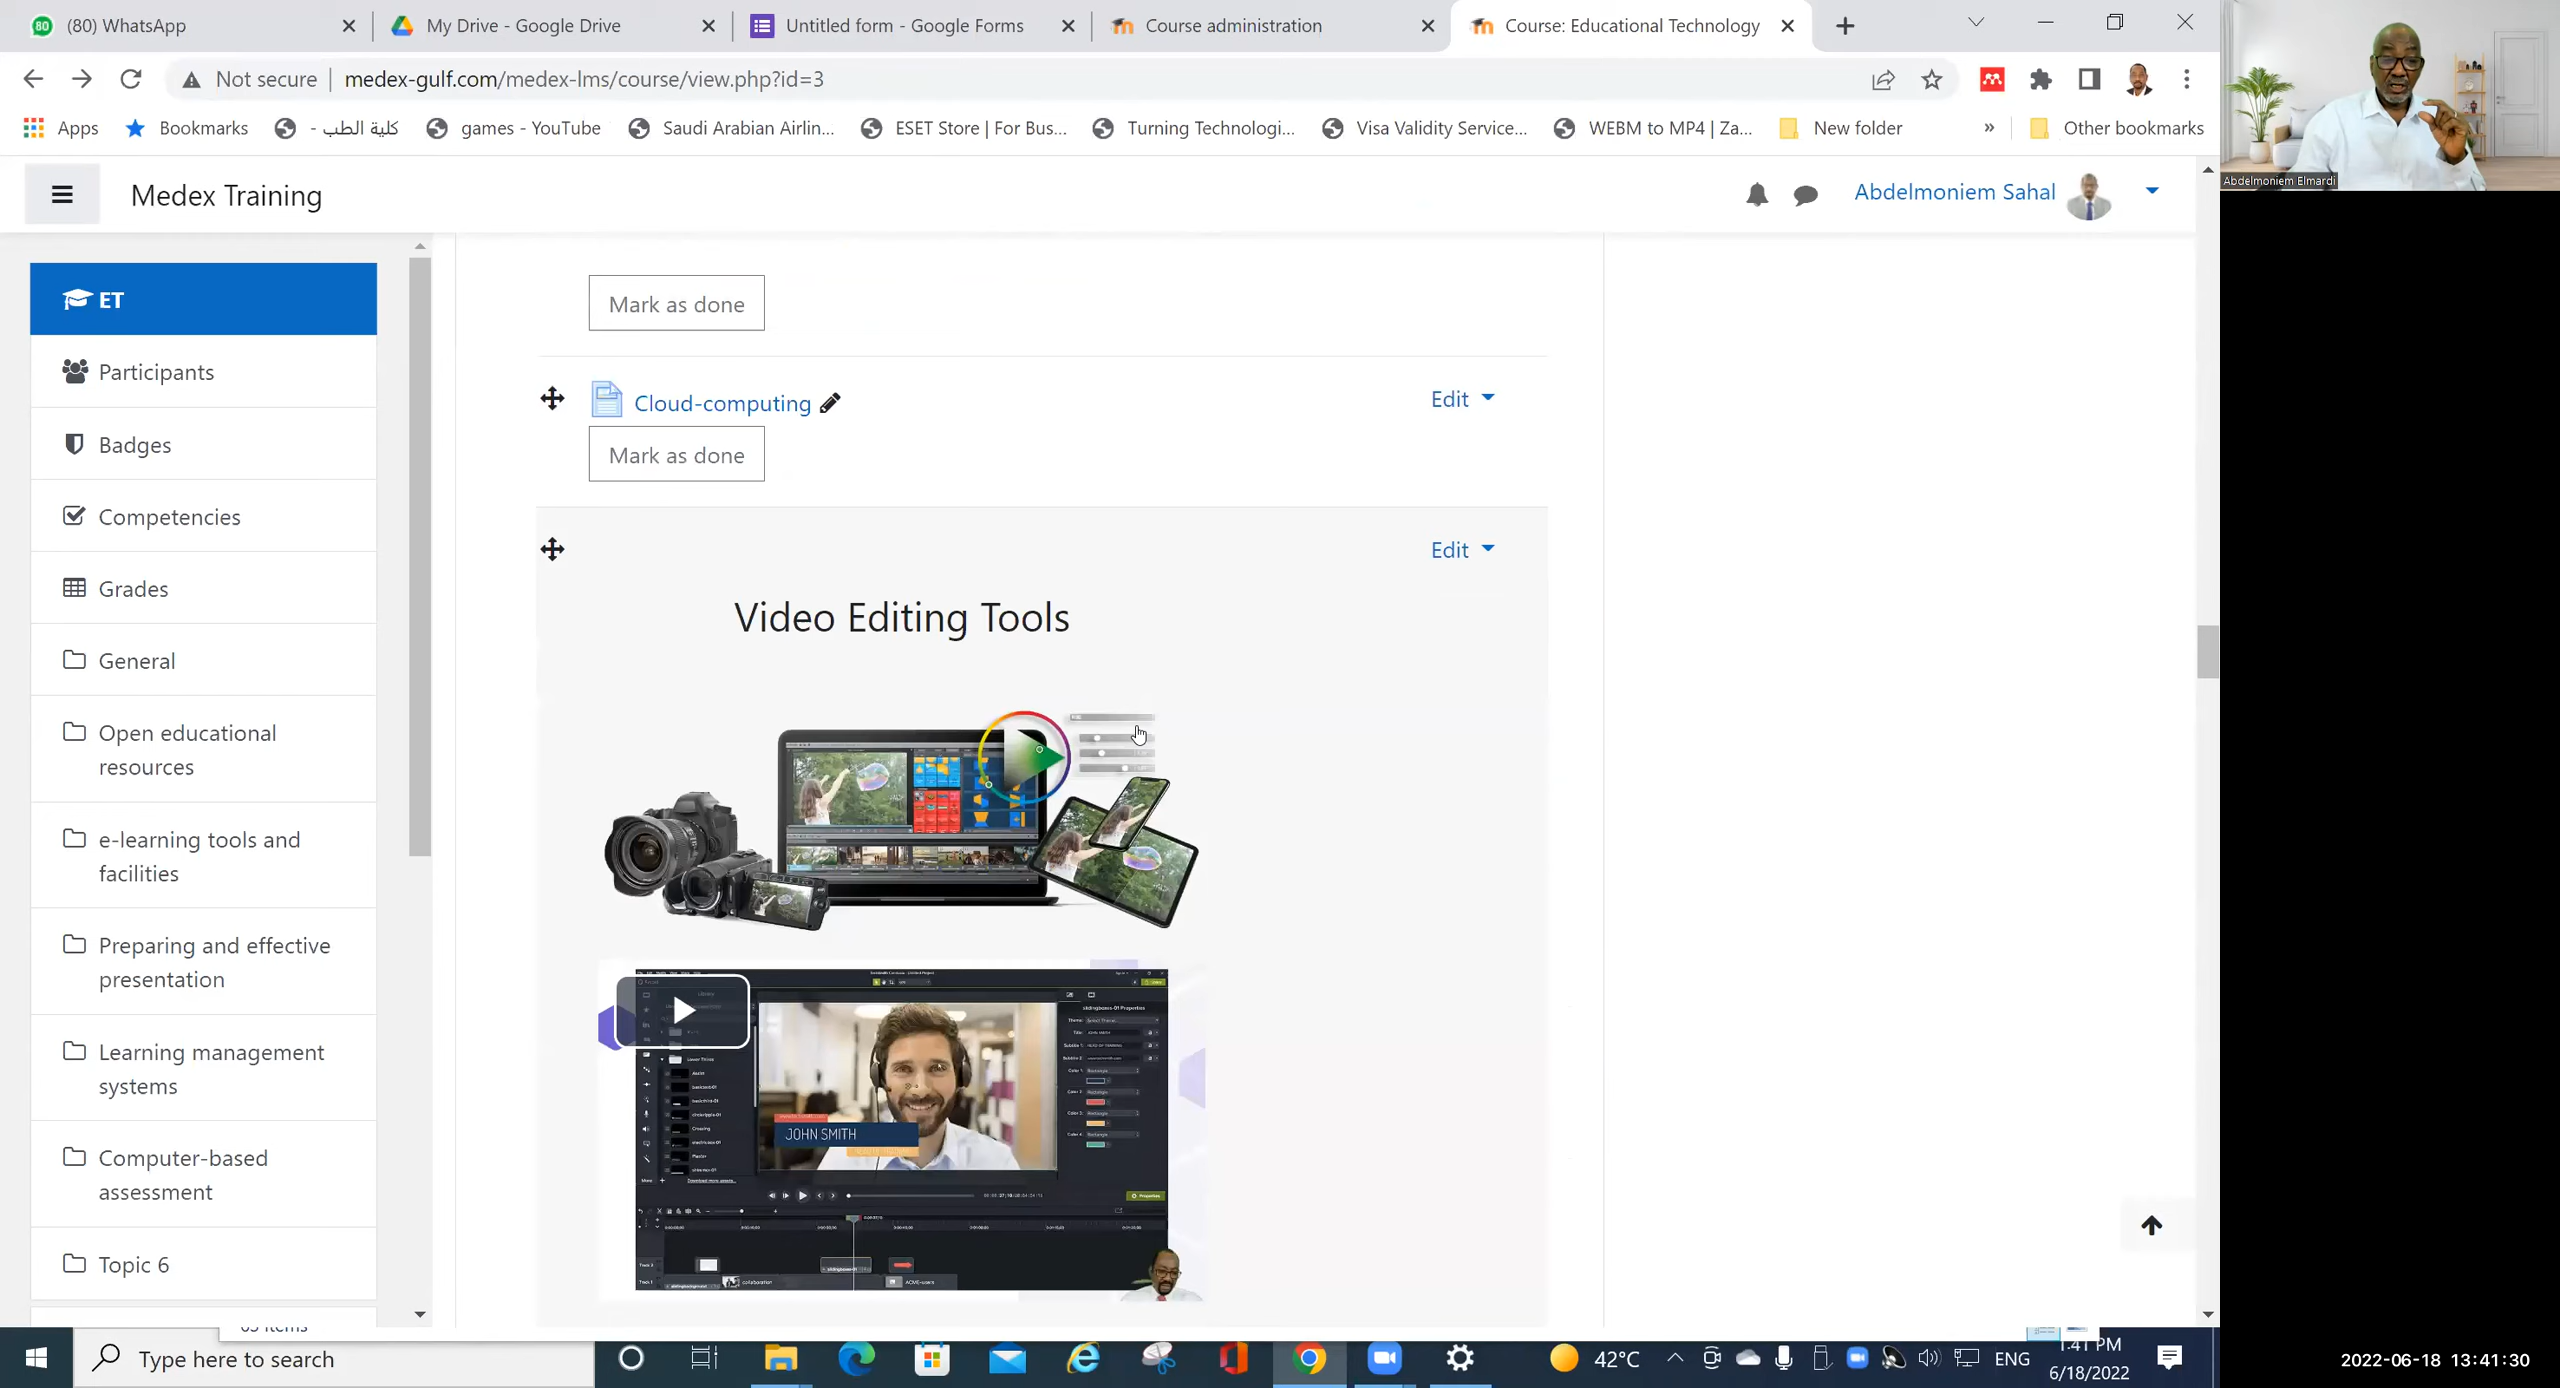 (80) WhatsApp
My Drive - Google Drive
Untitled form - Google Forms
Course administration
Course: Educational Technology
Not secure
medex-gulf.com/medex-lms/course/view.php?id=3
Apps
Bookmarks
كلية الطب -
games - YouTube
Saudi Arabian Airlin...
ESET Store | For Bus...
Turning Technologi...
Visa Validity Service...
WEBM to MP4 | Za...
New folder
»
Other bookmarks
Abdelmoniem Elmardi
Medex Training
Abdelmoniem Sahal
ET
Participants
Badges
Competencies
Grades
General
Open educational
resources
e-learning tools and
facilities
Preparing and effective
presentation
Learning management
systems
Computer-based
assessment
Topic 6
Mark as done
Cloud-computing
Edit
Mark as done
Edit
Video Editing Tools
JOHN SMITH
Type here to search
42°C
ENG
1:41 PM
6/18/2022
2022-06-18 13:41:30